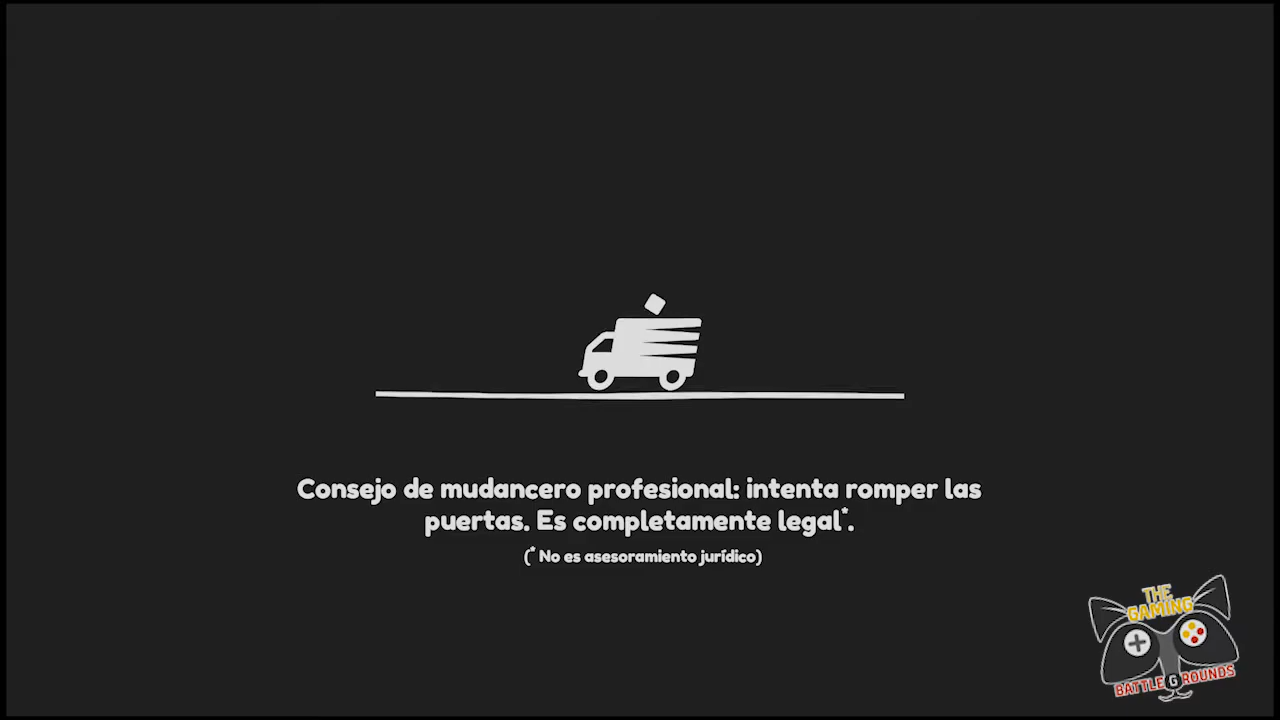 Consejo de mudancero profesional: intenta romper las
puertas. Es completamente legal*.
(* No es asesoramiento jurídico)
THE
GAMING
BATTLE G ROUNDS